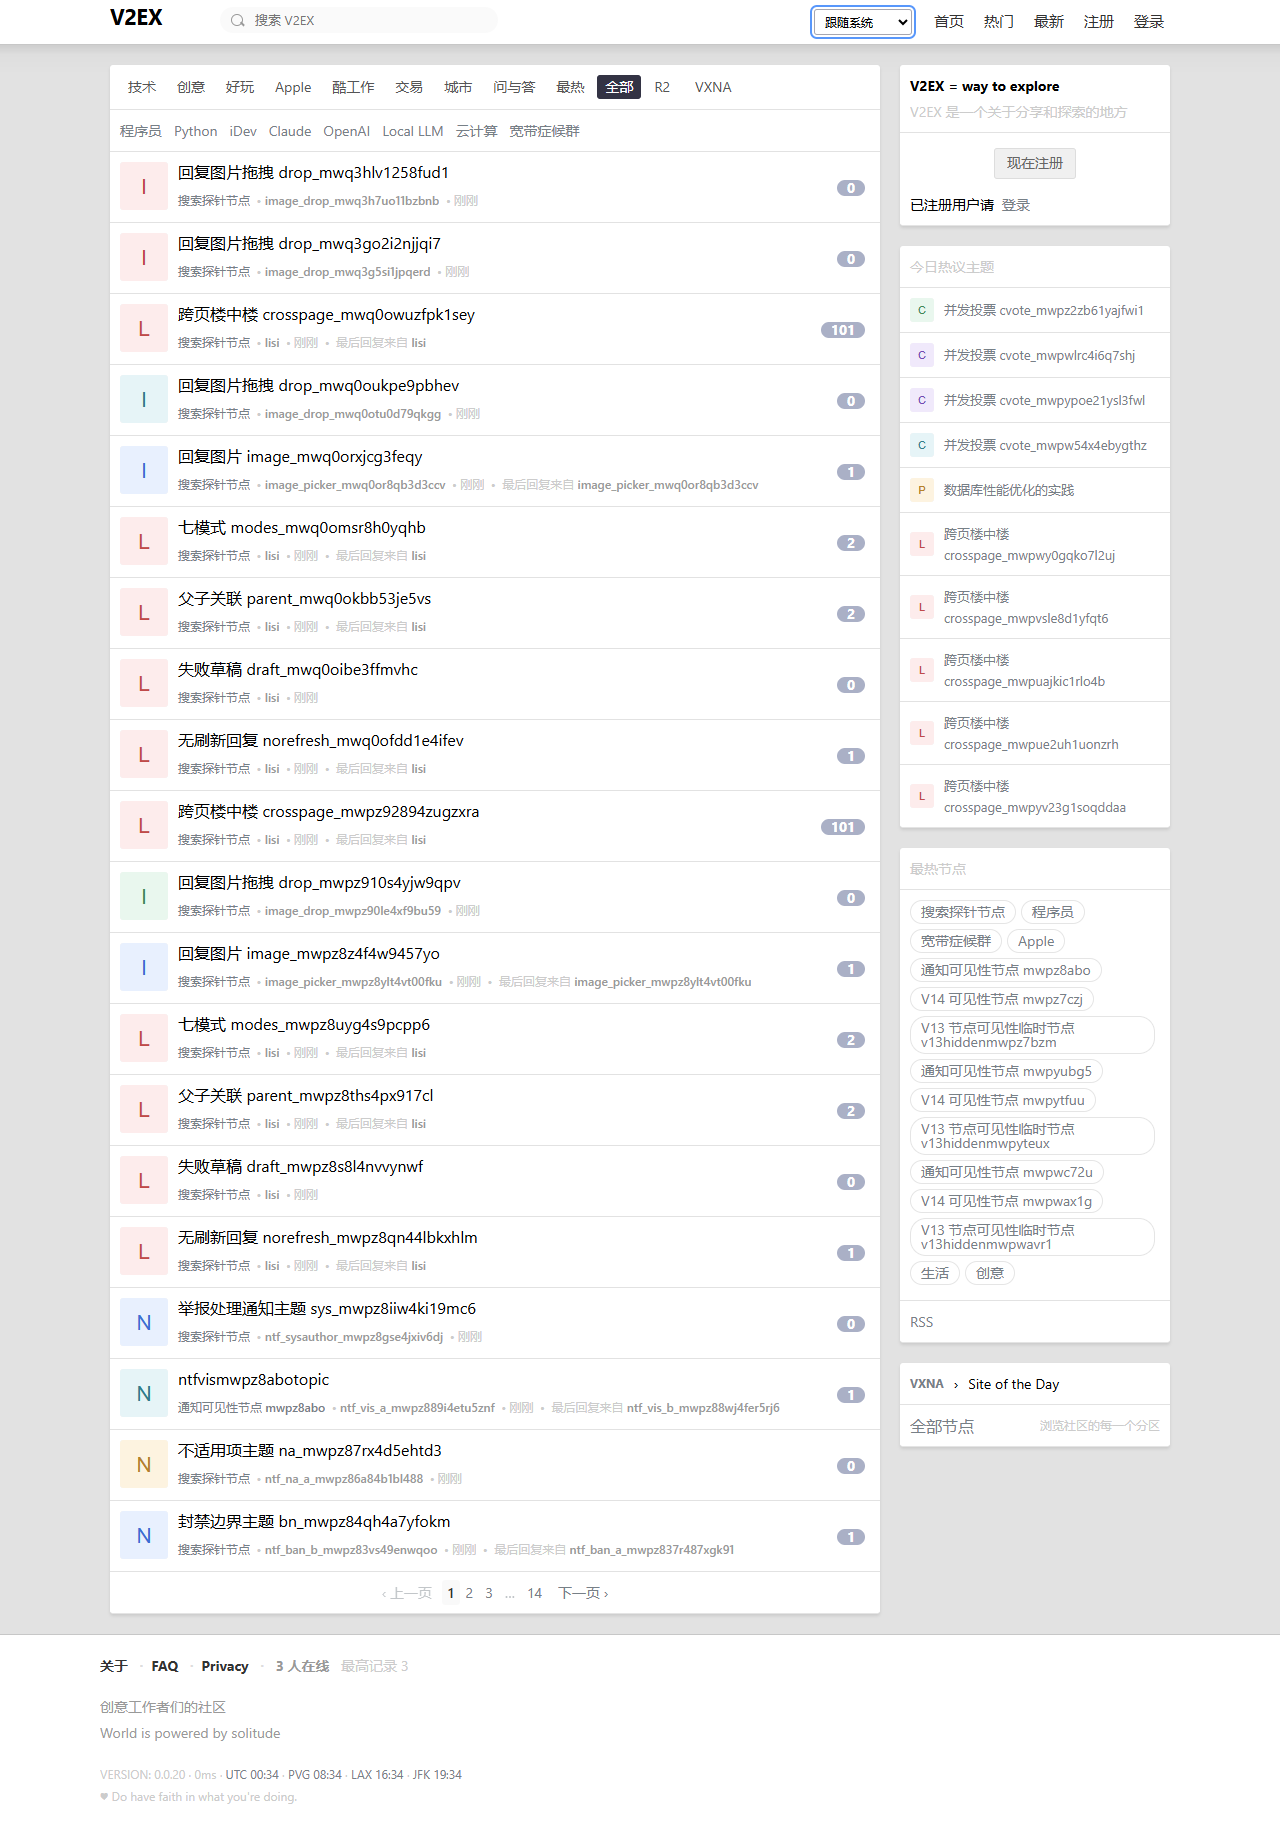 V2EX
搜索 V2EX
跟随系统
首页 热门 最新 注册 登录
技术 创意 好玩 Apple 酷工作 交易 城市 问与答 最热 全部 R2 VXNA
程序员 Python iDev Claude OpenAI Local LLM 云计算 宽带症候群
I
回复图片拖拽 drop_mwq3hlv1258fud1
搜索探针节点 • image_drop_mwq3h7uo11bzbnb • 刚刚
0
I
回复图片拖拽 drop_mwq3go2i2njjqi7
搜索探针节点 • image_drop_mwq3g5si1jpqerd • 刚刚
0
L
跨页楼中楼 crosspage_mwq0owuzfpk1sey
搜索探针节点 • lisi • 刚刚 • 最后回复来自 lisi
101
I
回复图片拖拽 drop_mwq0oukpe9pbhev
搜索探针节点 • image_drop_mwq0otu0d79qkgg • 刚刚
0
I
回复图片 image_mwq0orxjcg3feqy
搜索探针节点 • image_picker_mwq0or8qb3d3ccv • 刚刚 • 最后回复来自 image_picker_mwq0or8qb3d3ccv
1
L
七模式 modes_mwq0omsr8h0yqhb
搜索探针节点 • lisi • 刚刚 • 最后回复来自 lisi
2
L
父子关联 parent_mwq0okbb53je5vs
搜索探针节点 • lisi • 刚刚 • 最后回复来自 lisi
2
L
失败草稿 draft_mwq0oibe3ffmvhc
搜索探针节点 • lisi • 刚刚
0
L
无刷新回复 norefresh_mwq0ofdd1e4ifev
搜索探针节点 • lisi • 刚刚 • 最后回复来自 lisi
1
L
跨页楼中楼 crosspage_mwpz92894zugzxra
搜索探针节点 • lisi • 刚刚 • 最后回复来自 lisi
101
I
回复图片拖拽 drop_mwpz910s4yjw9qpv
搜索探针节点 • image_drop_mwpz90le4xf9bu59 • 刚刚
0
I
回复图片 image_mwpz8z4f4w9457yo
搜索探针节点 • image_picker_mwpz8ylt4vt00fku • 刚刚 • 最后回复来自 image_picker_mwpz8ylt4vt00fku
1
L
七模式 modes_mwpz8uyg4s9pcpp6
搜索探针节点 • lisi • 刚刚 • 最后回复来自 lisi
2
L
父子关联 parent_mwpz8ths4px917cl
搜索探针节点 • lisi • 刚刚 • 最后回复来自 lisi
2
L
失败草稿 draft_mwpz8s8l4nvvynwf
搜索探针节点 • lisi • 刚刚
0
L
无刷新回复 norefresh_mwpz8qn44lbkxhlm
搜索探针节点 • lisi • 刚刚 • 最后回复来自 lisi
1
N
举报处理通知主题 sys_mwpz8iiw4ki19mc6
搜索探针节点 • ntf_sysauthor_mwpz8gse4jxiv6dj • 刚刚
0
N
ntfvismwpz8abotopic
通知可见性节点 mwpz8abo • ntf_vis_a_mwpz889i4etu5znf • 刚刚 • 最后回复来自 ntf_vis_b_mwpz88wj4fer5rj6
1
N
不适用项主题 na_mwpz87rx4d5ehtd3
搜索探针节点 • ntf_na_a_mwpz86a84b1bl488 • 刚刚
0
N
封禁边界主题 bn_mwpz84qh4a7yfokm
搜索探针节点 • ntf_ban_b_mwpz83vs49enwqoo • 刚刚 • 最后回复来自 ntf_ban_a_mwpz837r487xgk91
1
‹ 上一页 1 2 3 ... 14 下一页 ›
V2EX = way to explore
V2EX 是一个关于分享和探索的地方
现在注册
已注册用户请 登录
今日热议主题
C 并发投票 cvote_mwpz2zb61yajfwi1
C 并发投票 cvote_mwpwlrc4i6q7shj
C 并发投票 cvote_mwpypoe21ysl3fwl
C 并发投票 cvote_mwpw54x4ebygthz
P 数据库性能优化的实践
L 跨页楼中楼
crosspage_mwpwy0gqko7l2uj
L 跨页楼中楼
crosspage_mwpvsle8d1yfqt6
L 跨页楼中楼
crosspage_mwpuajkic1rlo4b
L 跨页楼中楼
crosspage_mwpue2uh1uonzrh
L 跨页楼中楼
crosspage_mwpyv23g1soqddaa
最热节点
搜索探针节点 程序员
宽带症候群 Apple
通知可见性节点 mwpz8abo
V14 可见性节点 mwpz7czj
V13 节点可见性临时节点
v13hiddenmwpz7bzm
通知可见性节点 mwpyubg5
V14 可见性节点 mwpytfuu
V13 节点可见性临时节点
v13hiddenmwpyteux
通知可见性节点 mwpwc72u
V14 可见性节点 mwpwax1g
V13 节点可见性临时节点
v13hiddenmwpwavr1
生活 创意
RSS
VXNA › Site of the Day
全部节点 浏览社区的每一个分区
关于 · FAQ · Privacy · 3 人在线 最高记录 3
创意工作者们的社区
World is powered by solitude
VERSION: 0.0.20 · 0ms · UTC 00:34 · PVG 08:34 · LAX 16:34 · JFK 19:34
♥ Do have faith in what you're doing.